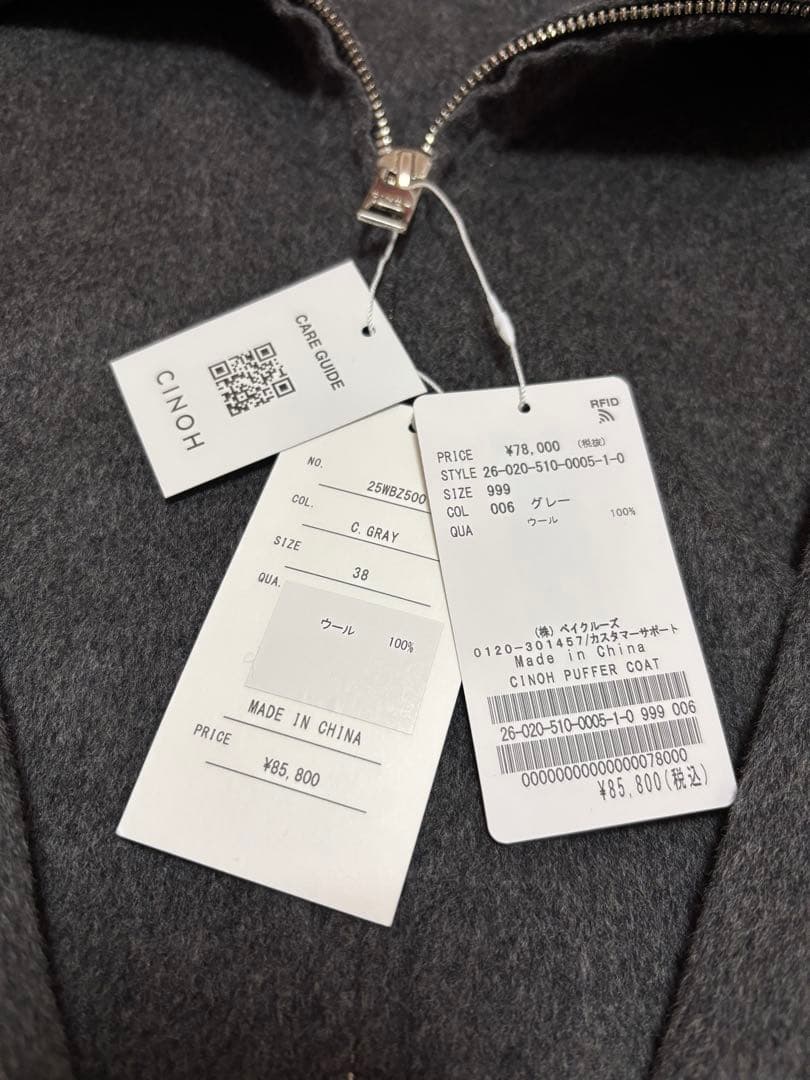 CINOH
CARE GUIDE
NO.
25WBZ500
COL.
C. GRAY
SIZE
38
QUA.
ウール 100%
MADE IN CHINA
PRICE
¥85,800
RFID
PRICE ¥78,000 (税抜)
STYLE 26-020-510-0005-1-0
SIZE 999
COL 006 グレー
QUA ウール 100%
(株) ベイクルーズ
0120-301457/カスタマーサポート
Made in China
CINOH PUFFER COAT
26-020-510-0005-1-0 999 006
00000000000000078000
¥85,800(税込)